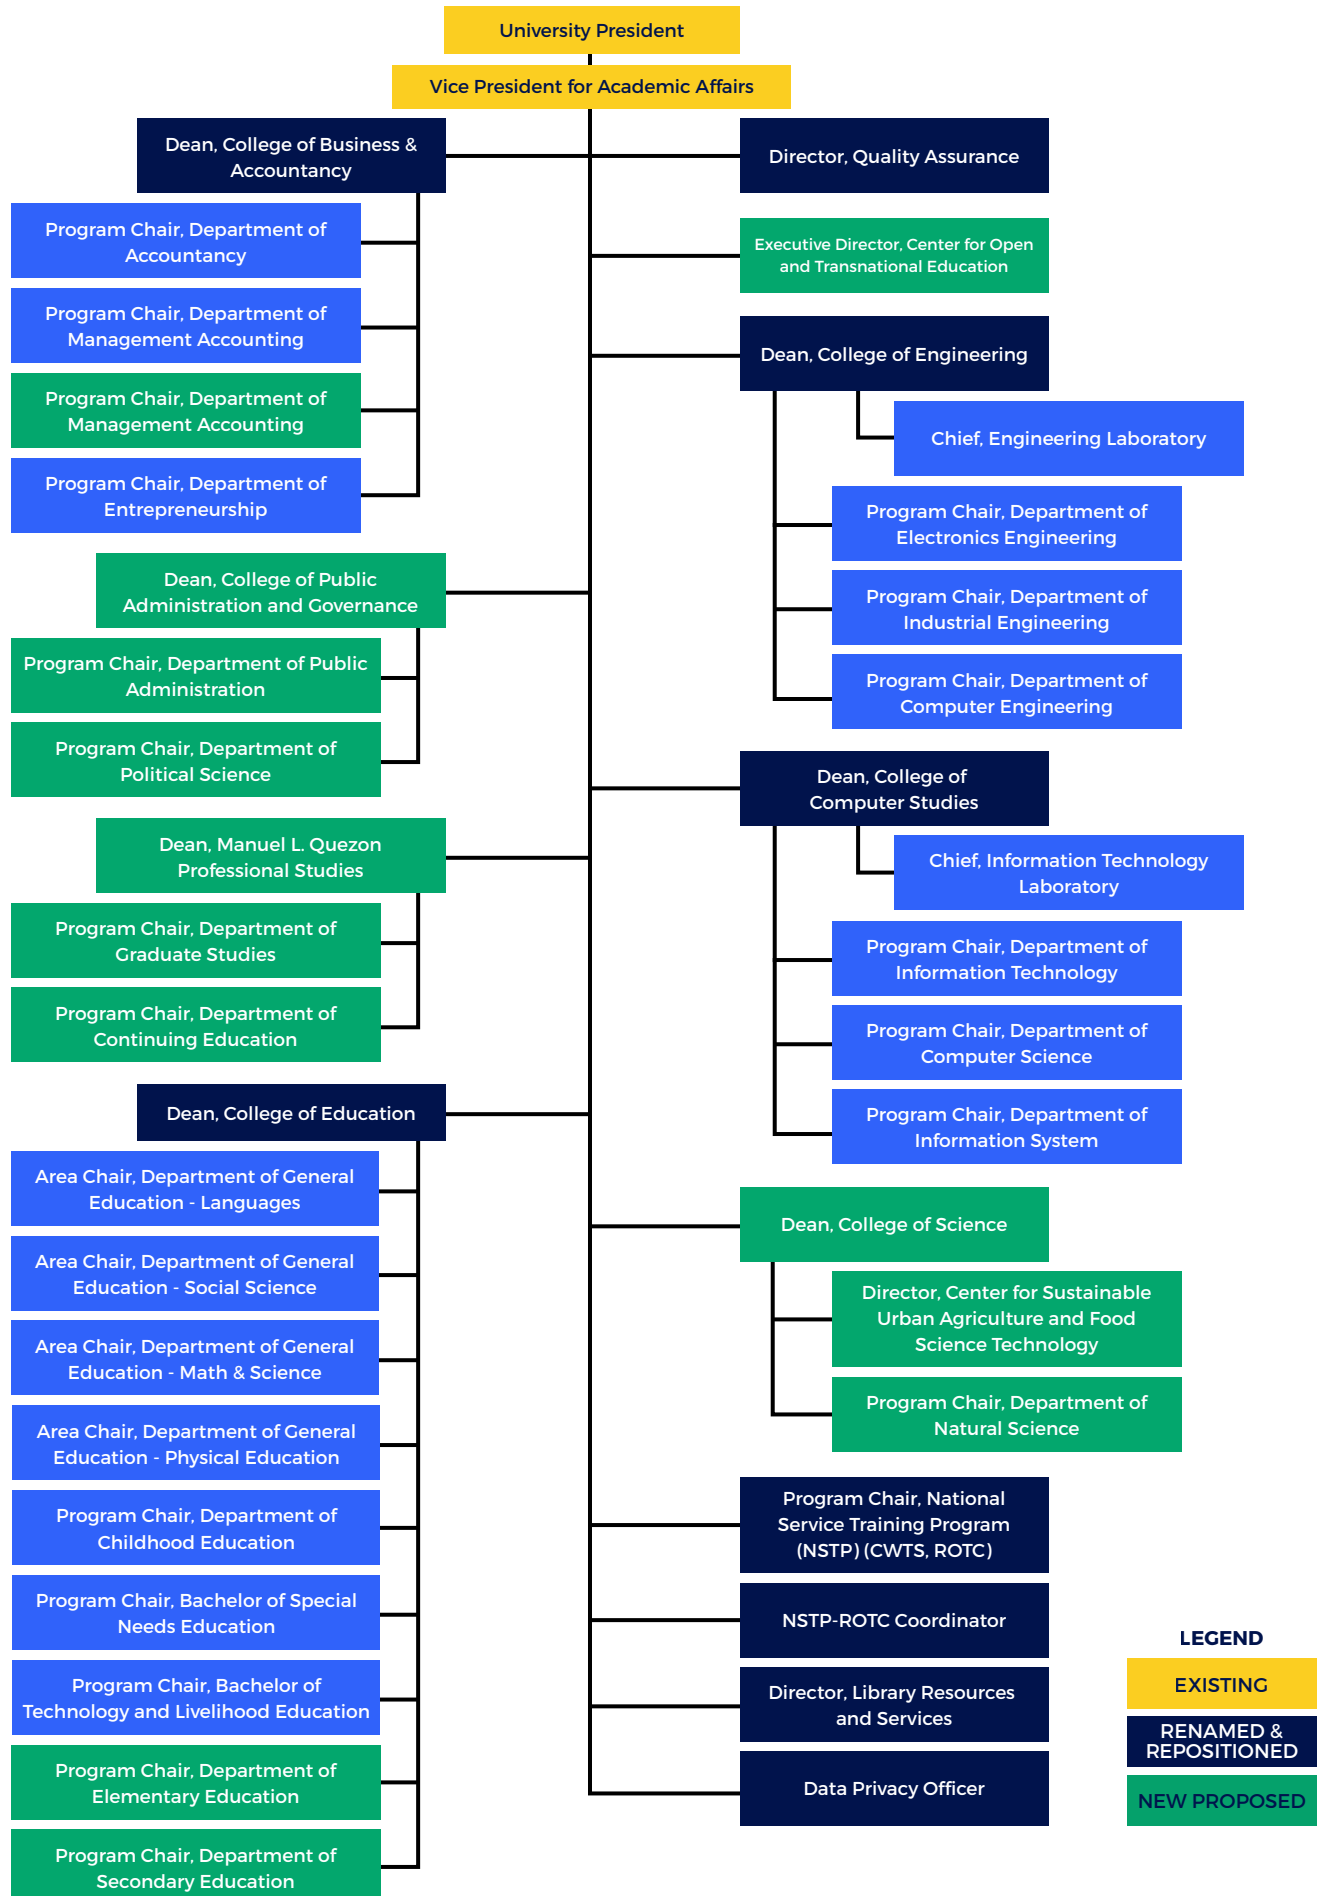 University President
Vice President for Academic Affairs
Dean, College of Business &
Accountancy
Program Chair, Department of
Accountancy
Program Chair, Department of
Management Accounting
Program Chair, Department of
Management Accounting
Program Chair, Department of
Entrepreneurship
Dean, College of Public
Administration and Governance
Program Chair, Department of Public
Administration
Program Chair, Department of
Political Science
Dean, Manuel L. Quezon
Professional Studies
Program Chair, Department of
Graduate Studies
Program Chair, Department of
Continuing Education
Dean, College of Education
Area Chair, Department of General
Education - Languages
Area Chair, Department of General
Education - Social Science
Area Chair, Department of General
Education - Math & Science
Area Chair, Department of General
Education - Physical Education
Program Chair, Department of
Childhood Education
Program Chair, Bachelor of Special
Needs Education
Program Chair, Bachelor of
Technology and Livelihood Education
Program Chair, Department of
Elementary Education
Program Chair, Department of
Secondary Education
Director, Quality Assurance
Executive Director, Center for Open
and Transnational Education
Dean, College of Engineering
Chief, Engineering Laboratory
Program Chair, Department of
Electronics Engineering
Program Chair, Department of
Industrial Engineering
Program Chair, Department of
Computer Engineering
Dean, College of
Computer Studies
Chief, Information Technology
Laboratory
Program Chair, Department of
Information Technology
Program Chair, Department of
Computer Science
Program Chair, Department of
Information System
Dean, College of Science
Director, Center for Sustainable
Urban Agriculture and Food
Science Technology
Program Chair, Department of
Natural Science
Program Chair, National
Service Training Program
(NSTP) (CWTS, ROTC)
NSTP-ROTC Coordinator
Director, Library Resources
and Services
Data Privacy Officer
LEGEND
EXISTING
RENAMED &
REPOSITIONED
NEW PROPOSED